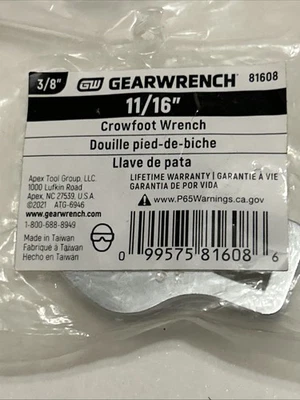 3/8" GW GEARWRENCH® 81608
11/16"
Crowfoot Wrench
Douille pied-de-biche
Llave de pata
Apex Tool Group, LLC.
1000 Lufkin Road
Apex, NC 27539, U.S.A.
©2021 ATG-6946
www.gearwrench.com
1-800-688-8949
Made in Taiwan
Fabriqué à Taiwan
Hecho en Taiwan
LIFETIME WARRANTY | GARANTIE À VIE
GARANTIA DE POR VIDA
www.P65Warnings.ca.gov
0 99575 81608 6